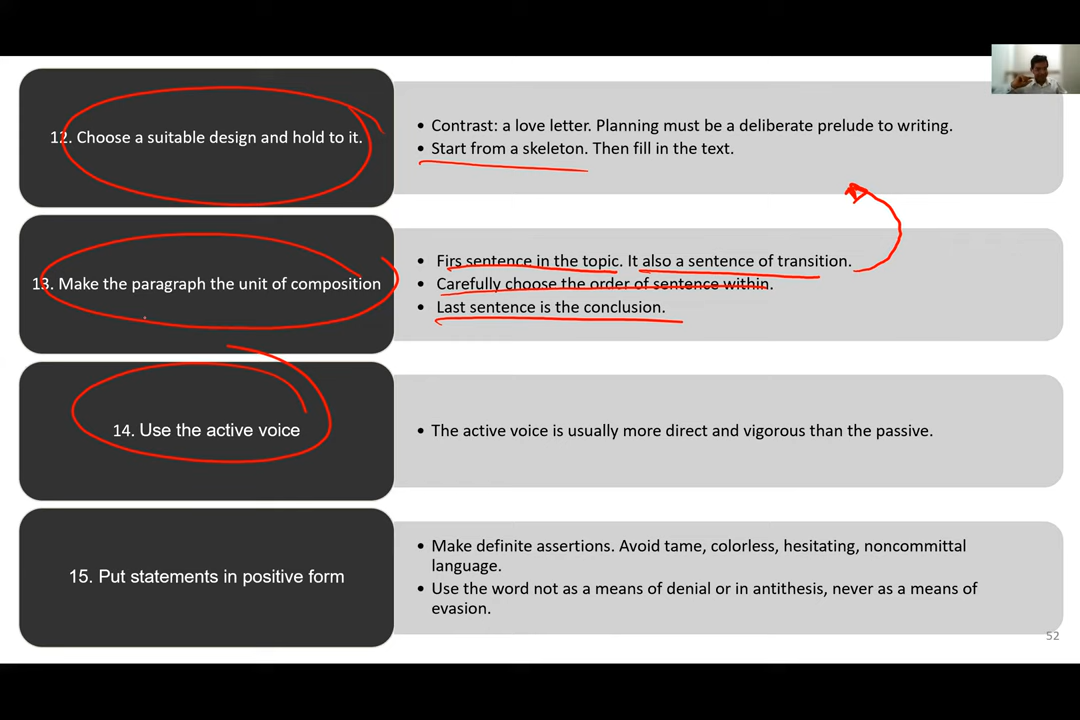 12. Choose a suitable design and hold to it.
• Contrast: a love letter. Planning must be a deliberate prelude to writing.
• Start from a skeleton. Then fill in the text.
13. Make the paragraph the unit of composition
• Firs sentence in the topic. It also a sentence of transition.
• Carefully choose the order of sentence within.
• Last sentence is the conclusion.
14. Use the active voice
• The active voice is usually more direct and vigorous than the passive.
15. Put statements in positive form
• Make definite assertions. Avoid tame, colorless, hesitating, noncommittal
language.
• Use the word not as a means of denial or in antithesis, never as a means of
evasion.
52